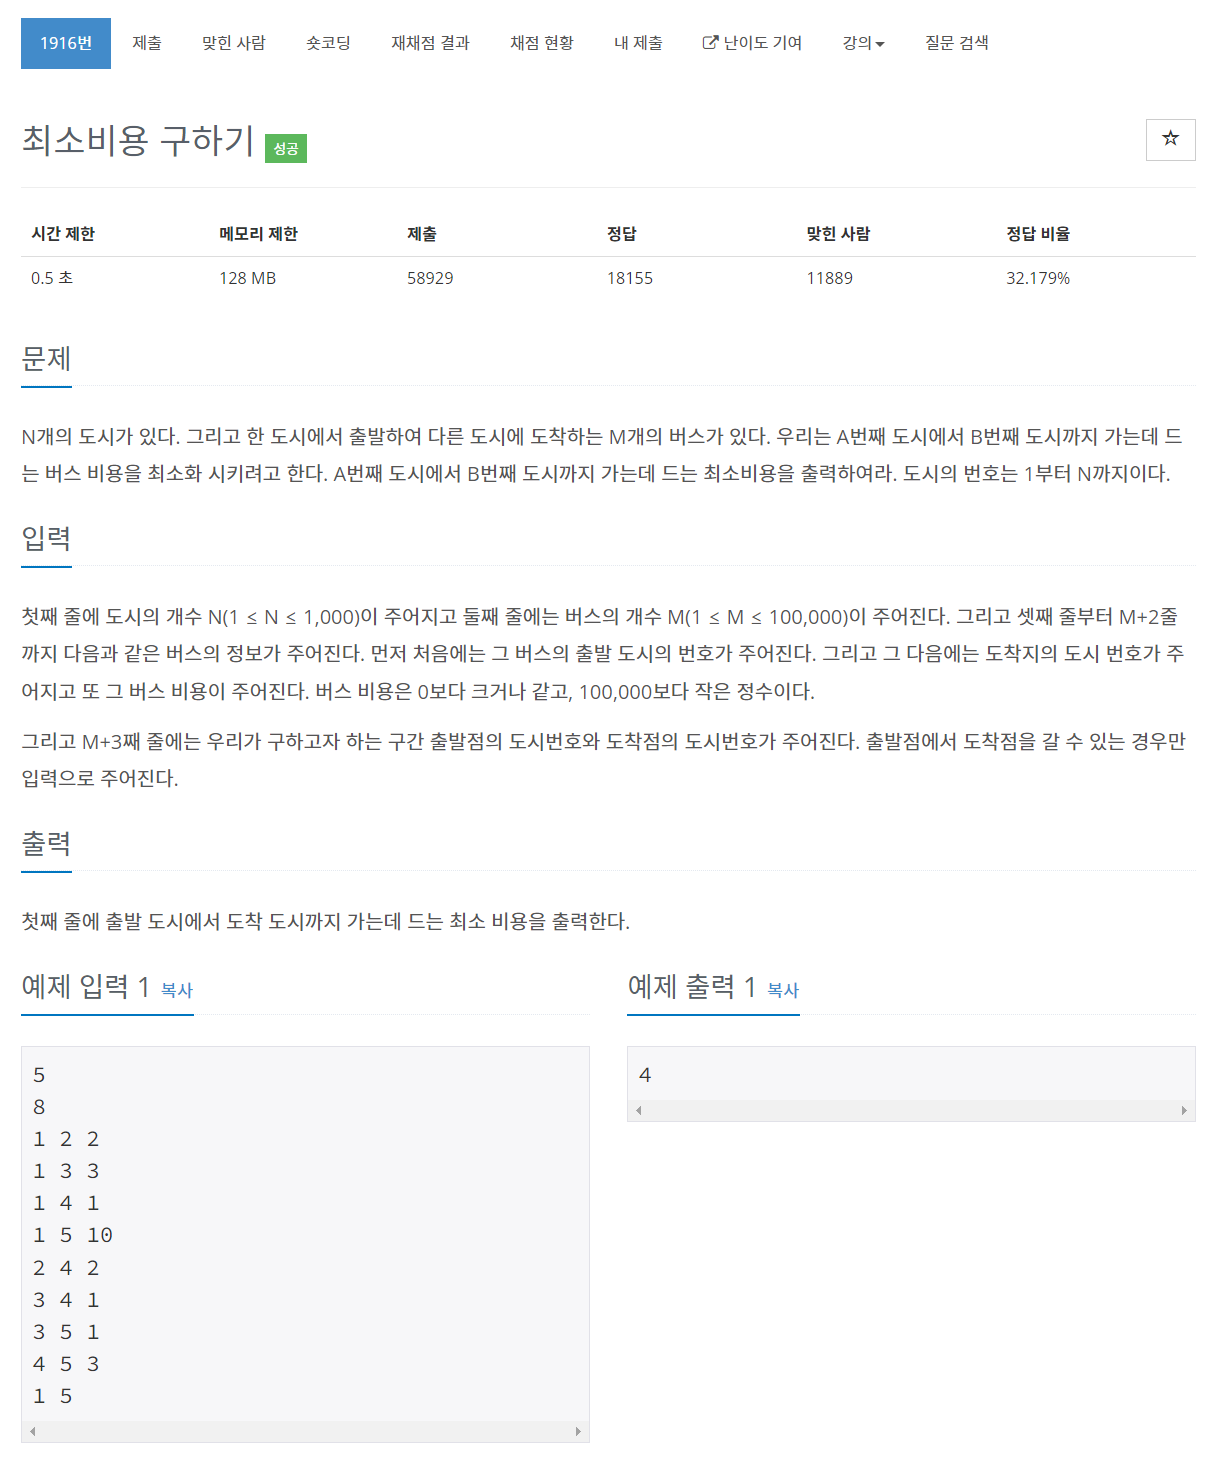 1916번 제출 맞힌 사람 숏코딩 재채점 결과 채점 현황 내 제출 난이도 기여 강의 질문 검색
최소비용 구하기 성공
시간 제한 메모리 제한 제출 정답 맞힌 사람 정답 비율
0.5 초 128 MB 58929 18155 11889 32.179%
문제
N개의 도시가 있다. 그리고 한 도시에서 출발하여 다른 도시에 도착하는 M개의 버스가 있다. 우리는 A번째 도시에서 B번째 도시까지 가는데 드
는 버스 비용을 최소화 시키려고 한다. A번째 도시에서 B번째 도시까지 가는데 드는 최소비용을 출력하여라. 도시의 번호는 1부터 N까지이다.
입력
첫째 줄에 도시의 개수 N(1 ≤ N ≤ 1,000)이 주어지고 둘째 줄에는 버스의 개수 M(1 ≤ M ≤ 100,000)이 주어진다. 그리고 셋째 줄부터 M+2줄
까지 다음과 같은 버스의 정보가 주어진다. 먼저 처음에는 그 버스의 출발 도시의 번호가 주어진다. 그리고 그 다음에는 도착지의 도시 번호가 주
어지고 또 그 버스 비용이 주어진다. 버스 비용은 0보다 크거나 같고, 100,000보다 작은 정수이다.
그리고 M+3째 줄에는 우리가 구하고자 하는 구간 출발점의 도시번호와 도착점의 도시번호가 주어진다. 출발점에서 도착점을 갈 수 있는 경우만
입력으로 주어진다.
출력
첫째 줄에 출발 도시에서 도착 도시까지 가는데 드는 최소 비용을 출력한다.
예제 입력 1 복사
5
8
1 2 2
1 3 3
1 4 1
1 5 10
2 4 2
3 4 1
3 5 1
4 5 3
1 5
예제 출력 1 복사
4